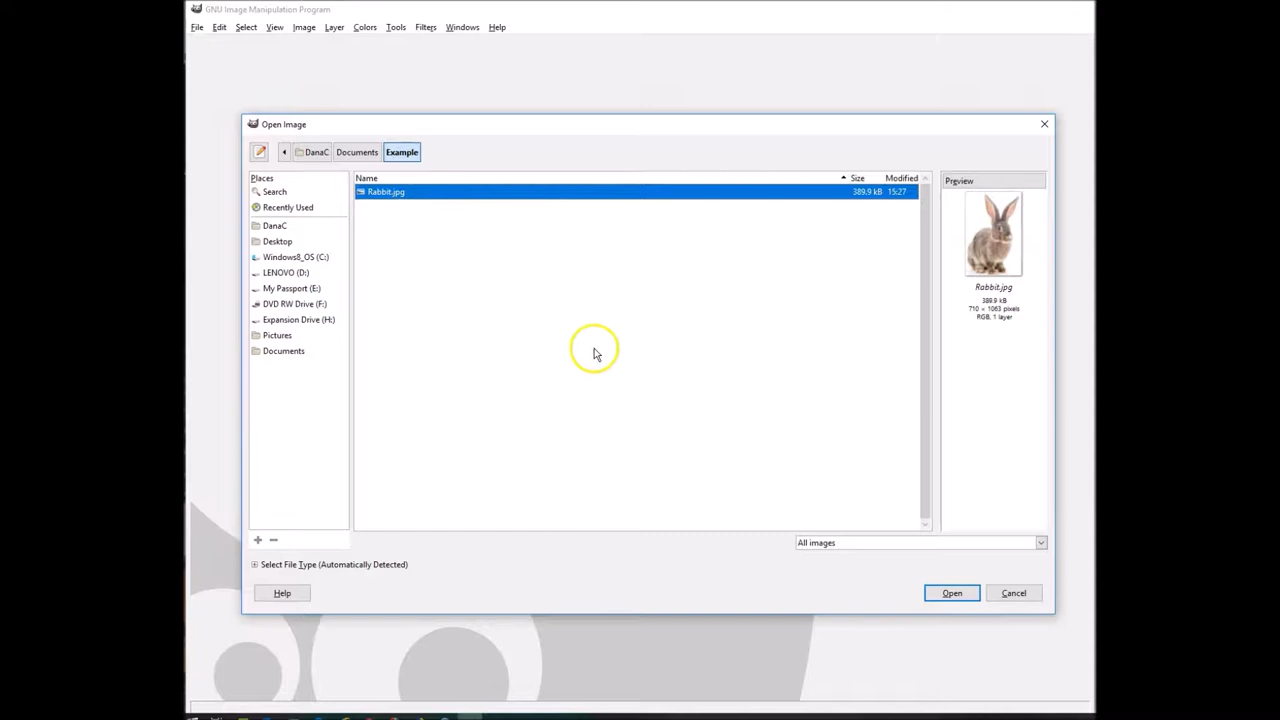 GNU Image Manipulation Program
File Edit Select View Image Layer Colors Tools Filters Windows Help
Open Image
DanaC Documents Example
Places
Search
Recently Used
DanaC
Desktop
Windows8_OS (C:)
LENOVO (D:)
My Passport (E:)
DVD RW Drive (F:)
Expansion Drive (H:)
Pictures
Documents
Name Size Modified
Rabbit.jpg 389.9 kB 15:27
Preview
Rabbit.jpg
389.9 kB
710 × 1063 pixels
RGB, 1 layer
All images
Select File Type (Automatically Detected)
Help Open Cancel